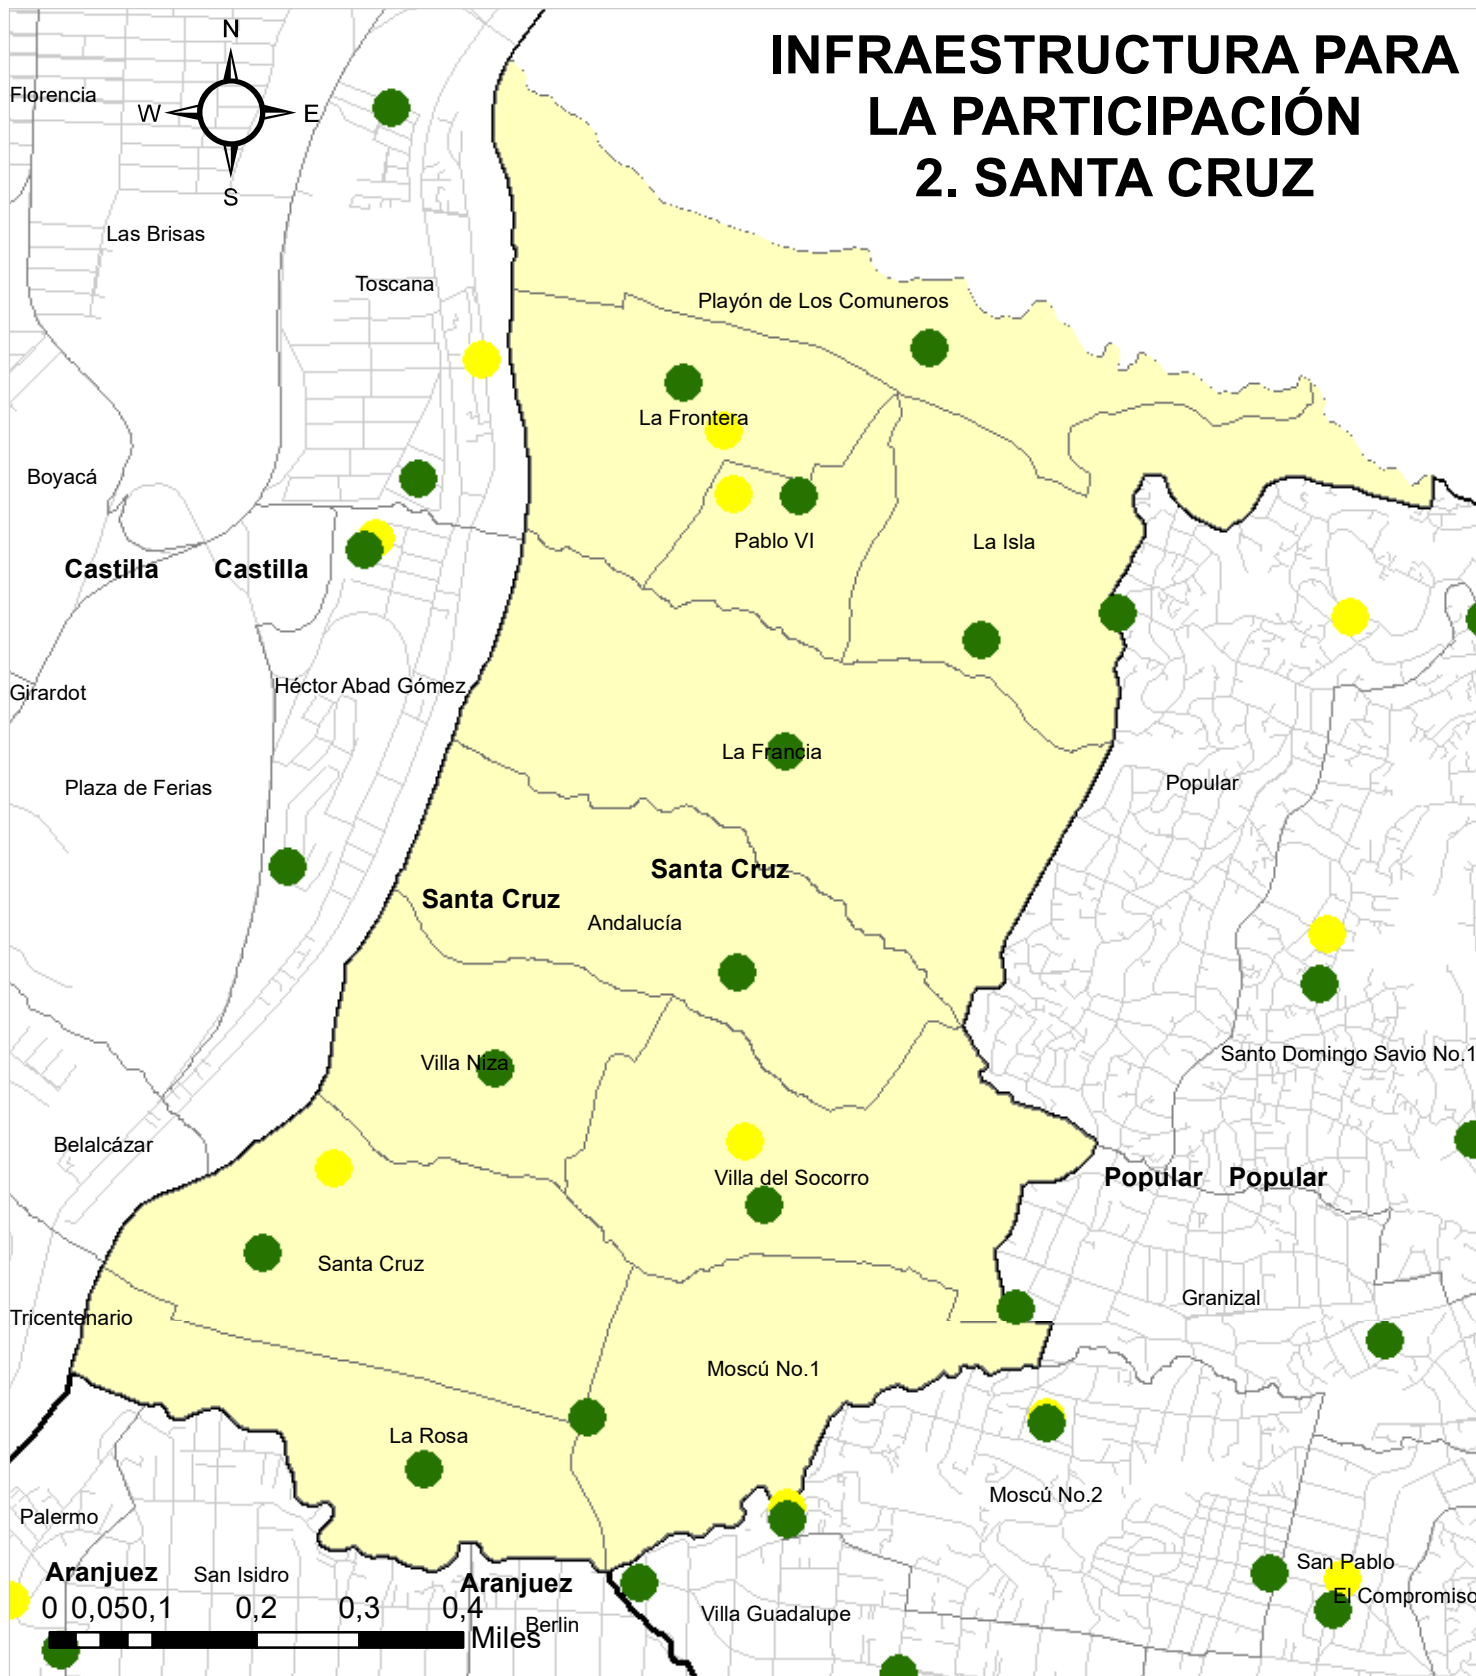 INFRAESTRUCTURA PARA
LA PARTICIPACIÓN
2. SANTA CRUZ
N
W
E
S
Florencia
Las Brisas
Toscana
Playón de Los Comuneros
La Frontera
Boyacá
Pablo VI
La Isla
Castilla
Castilla
Girardot
Héctor Abad Gómez
La Francia
Popular
Plaza de Ferias
Santa Cruz
Santa Cruz
Andalucía
Villa Niza
Santo Domingo Savio No.1
Belalcázar
Villa del Socorro
Popular
Popular
Santa Cruz
Granizal
Tricentenario
Moscú No.1
La Rosa
Moscú No.2
Palermo
San Pablo
Aranjuez
San Isidro
Aranjuez
El Compromiso
Villa Guadalupe
Berlin
0 0,050,1 0,2 0,3 0,4
Miles